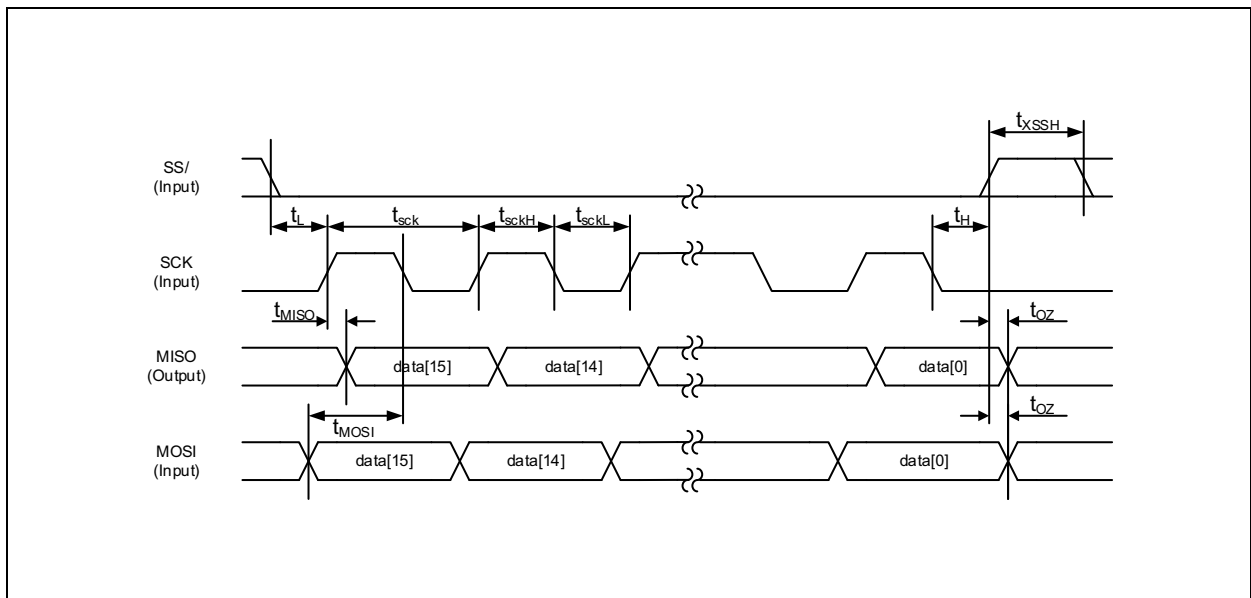 tXSSH
SS/
(Input)
tL
tsck
tsckH
tsckL
tH
SCK
(Input)
tMISO
tOZ
MISO
(Output)
data[15]
data[14]
data[0]
tOZ
tMOSI
MOSI
(Input)
data[15]
data[14]
data[0]